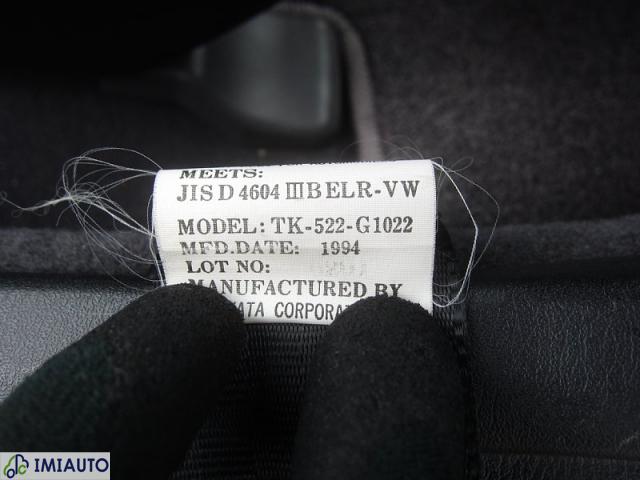 MEETS:
JIS D 4604 ⅢBELR-VW
MODEL: TK-522-G1022
MFD.DATE: 1994
LOT NO:
MANUFACTURED BY
IMIAUTO